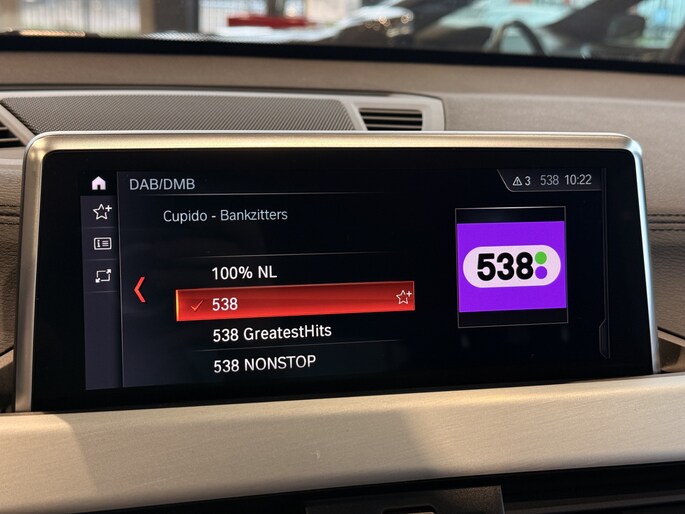 DAB/DMB
3 538 10:22
Cupido - Bankzitters
538
100% NL
538
538 GreatestHits
538 NONSTOP